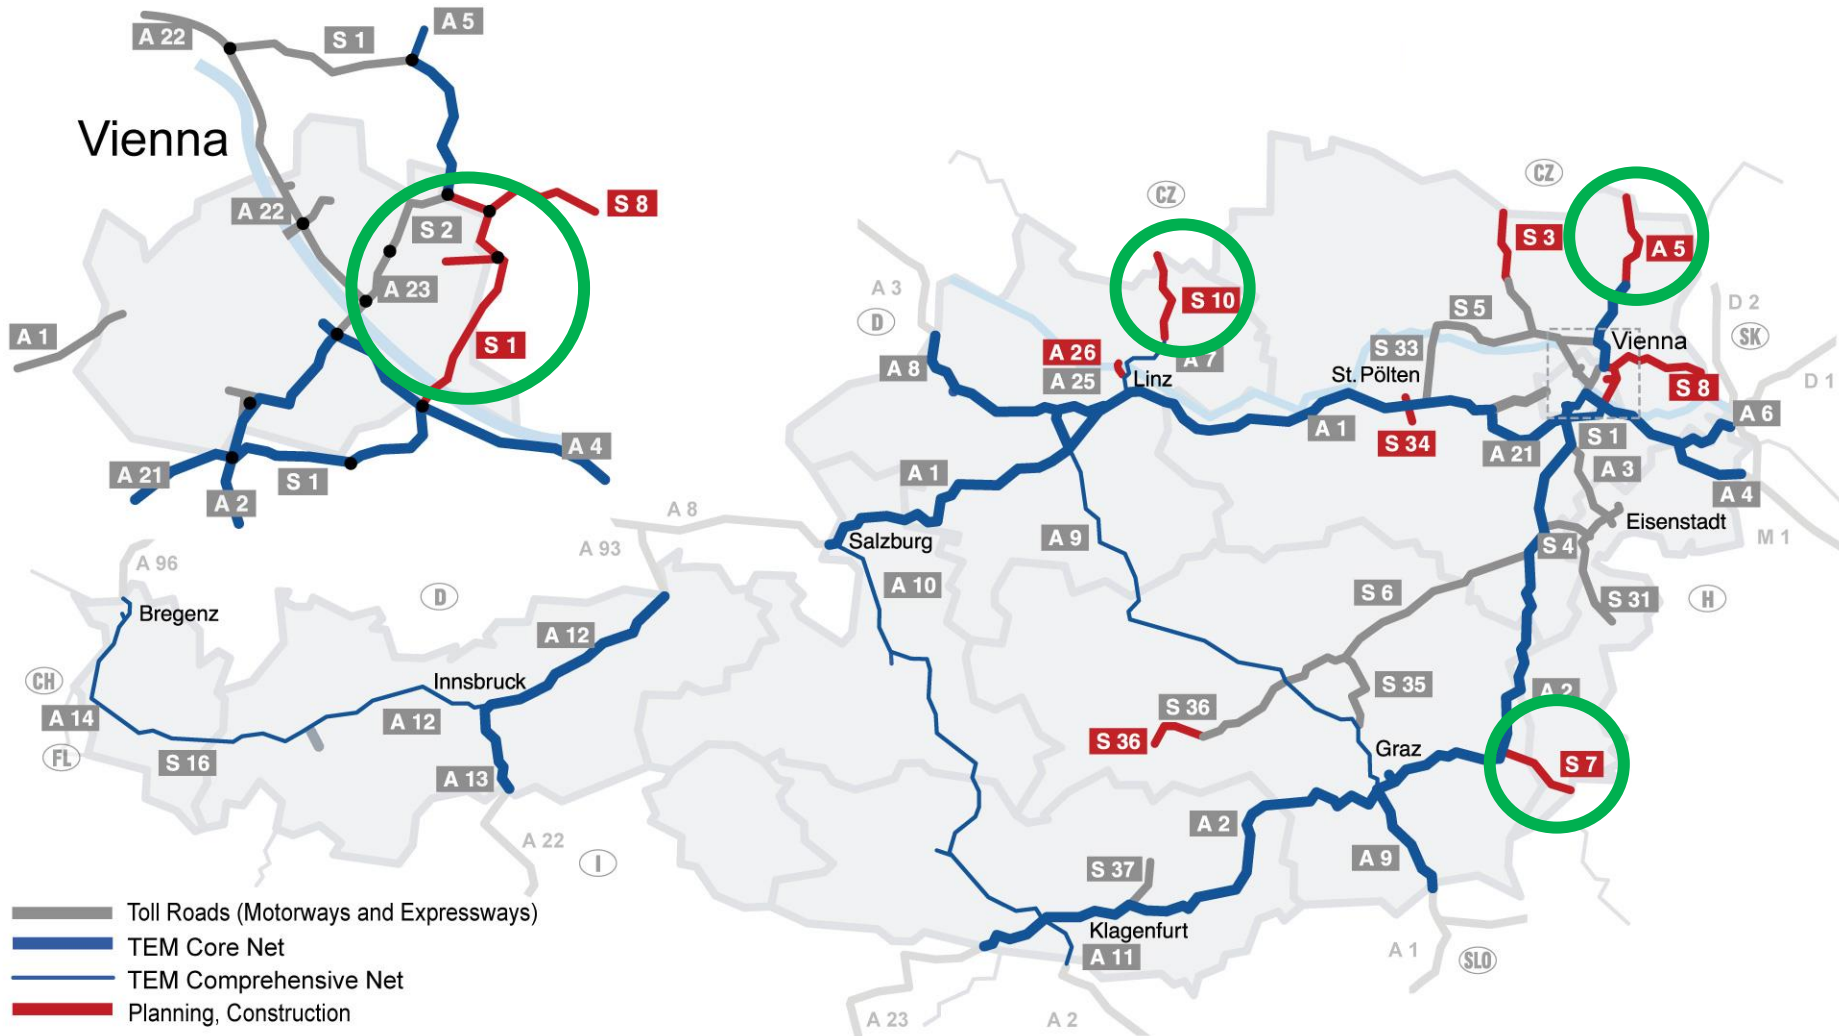 A 22
S 1
A 5
Vienna
S 8
A 22
S 2
A 23
A 1
S 1
A 4
A 21
S 1
A 2
CZ
CZ
S 3
A 5
A 3
S 10
D 2
S 5
D
SK
A 26
A 7
S 33
Vienna
A 8
A 25
Linz
St. Pölten
S 8
D 1
A 6
A 1
S 34
S 1
A 21
A 3
A 1
A 4
A 8
Eisenstadt
Salzburg
A 9
S 4
M 1
A 93
A 96
A 10
D
S 6
S 31
H
Bregenz
A 12
CH
Innsbruck
S 35
A 2
A 14
A 12
S 36
S 36
Graz
FL
S 16
A 13
S 7
A 2
A 22
I
A 9
S 37
Klagenfurt
A 11
A 1
SLO
A 23
A 2
Toll Roads (Motorways and Expressways)
TEM Core Net
TEM Comprehensive Net
Planning, Construction